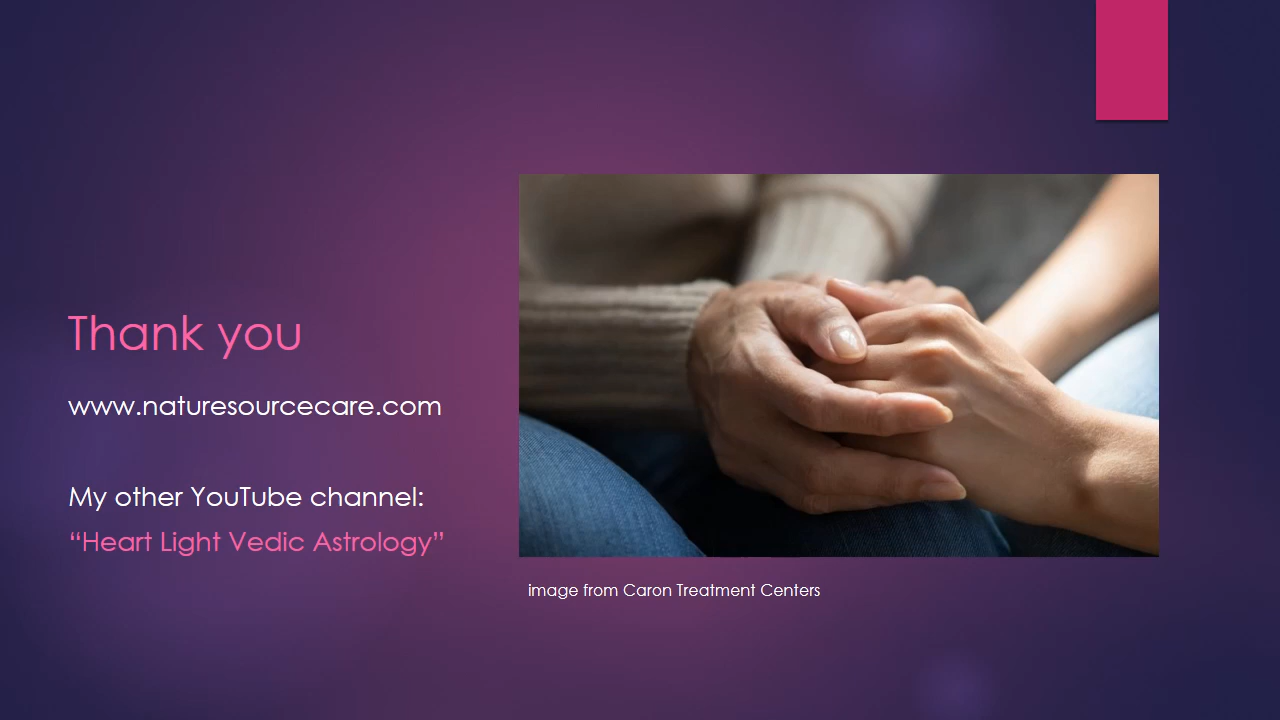 Thank you
www.naturesourcecare.com
My other YouTube channel:
“Heart Light Vedic Astrology”
image from Caron Treatment Centers